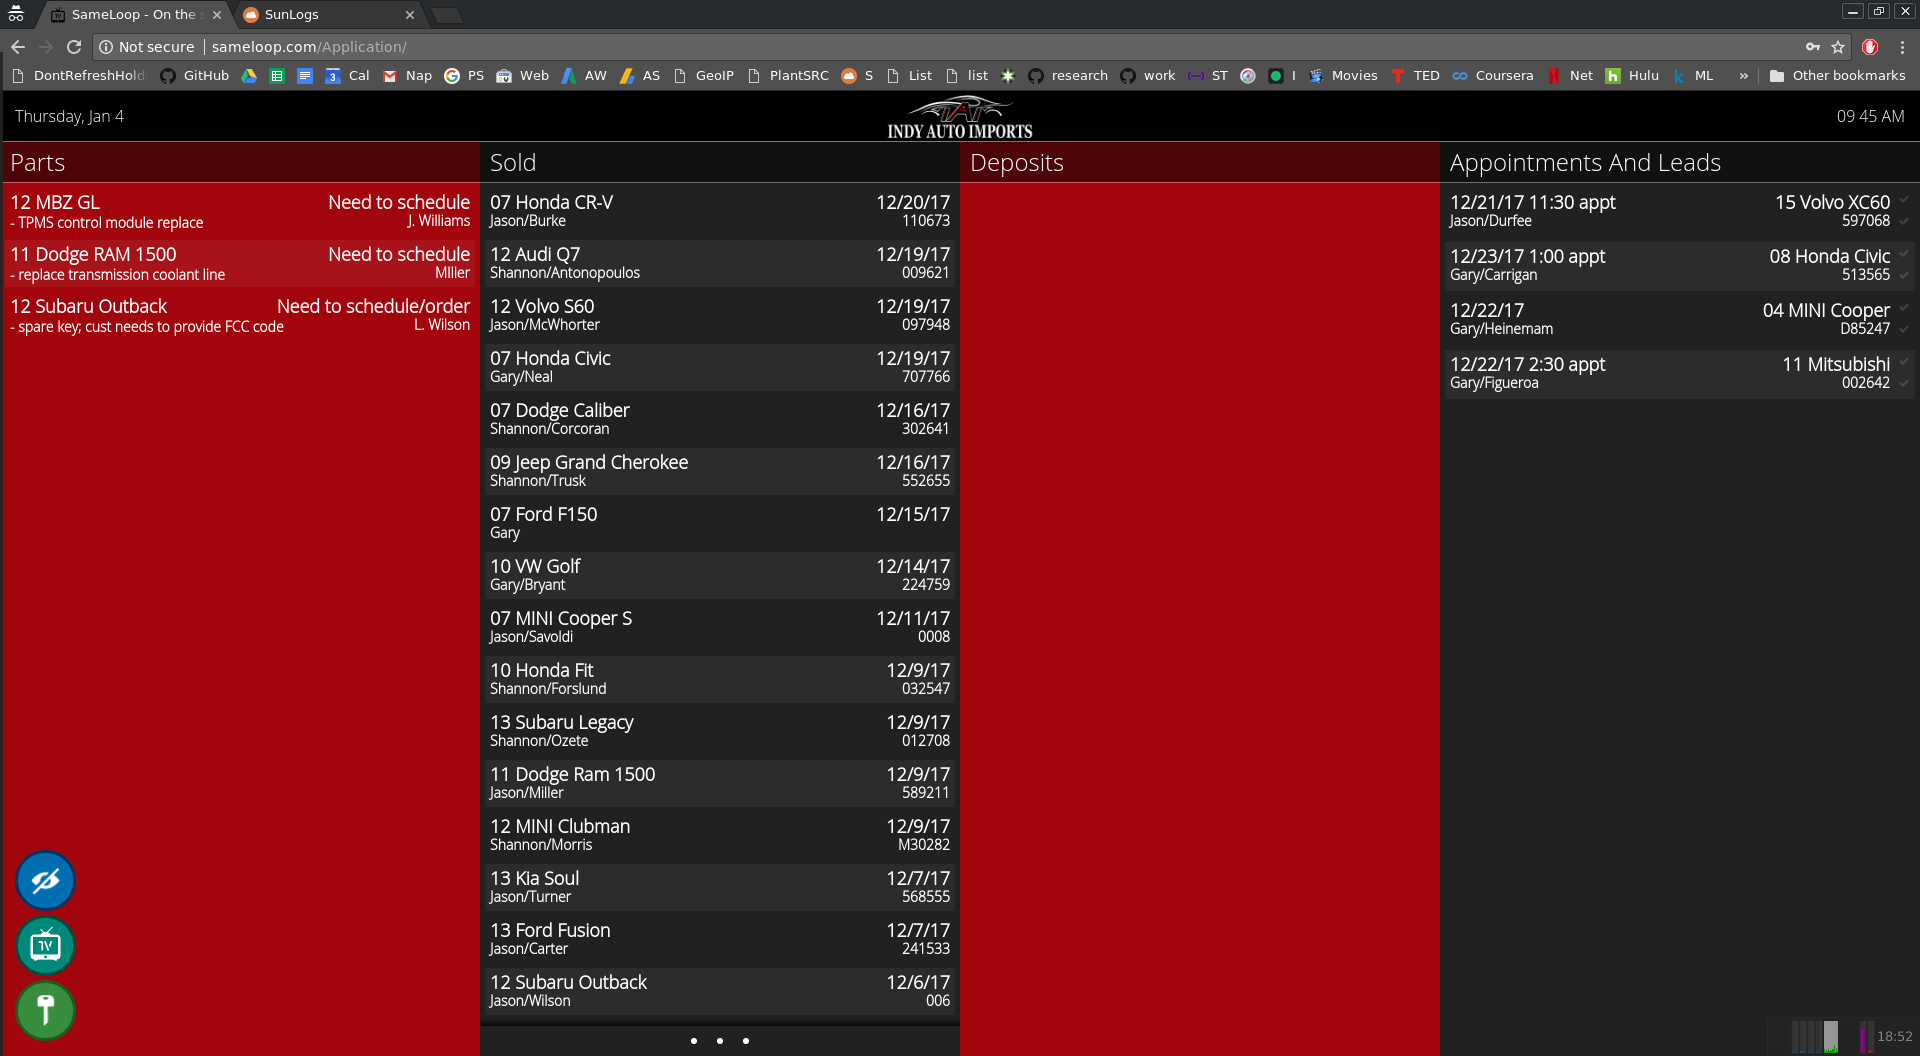 SameLoop - On the s
SunLogs
Not secure | sameloop.com/Application/
DontRefreshHold GitHub 3 Cal Nap PS Web AW AS GeoIP PlantSRC S List list research work ST I Movies TED Coursera Net Hulu ML » Other bookmarks
Thursday, Jan 4
IAI
INDY AUTO IMPORTS
09 45 AM
Parts
12 MBZ GL Need to schedule
- TPMS control module replace J. Williams
11 Dodge RAM 1500 Need to schedule
- replace transmission coolant line MIller
12 Subaru Outback Need to schedule/order
- spare key; cust needs to provide FCC code L. Wilson
TV
Sold
07 Honda CR-V 12/20/17
Jason/Burke 110673
12 Audi Q7 12/19/17
Shannon/Antonopoulos 009621
12 Volvo S60 12/19/17
Jason/McWhorter 097948
07 Honda Civic 12/19/17
Gary/Neal 707766
07 Dodge Caliber 12/16/17
Shannon/Corcoran 302641
09 Jeep Grand Cherokee 12/16/17
Shannon/Trusk 552655
07 Ford F150 12/15/17
Gary
10 VW Golf 12/14/17
Gary/Bryant 224759
07 MINI Cooper S 12/11/17
Jason/Savoldi 0008
10 Honda Fit 12/9/17
Shannon/Forslund 032547
13 Subaru Legacy 12/9/17
Shannon/Ozete 012708
11 Dodge Ram 1500 12/9/17
Jason/Miller 589211
12 MINI Clubman 12/9/17
Shannon/Morris M30282
13 Kia Soul 12/7/17
Jason/Turner 568555
13 Ford Fusion 12/7/17
Jason/Carter 241533
12 Subaru Outback 12/6/17
Jason/Wilson 006
Deposits
Appointments And Leads
12/21/17 11:30 appt 15 Volvo XC60
Jason/Durfee 597068
12/23/17 1:00 appt 08 Honda Civic
Gary/Carrigan 513565
12/22/17 04 MINI Cooper
Gary/Heinemam D85247
12/22/17 2:30 appt 11 Mitsubishi
Gary/Figueroa 002642
18:52